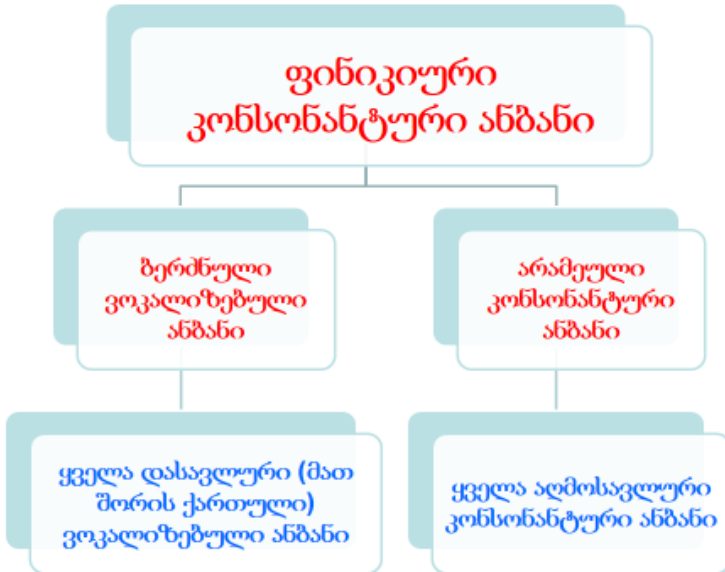 ფინიკიური
კონსონანტური ანბანი
ბერძნული
ვოკალიზებული
ანბანი
არამეული
კონსონანტური
ანბანი
ყველა დასავლური (მათ
შორის ქართული)
ვოკალიზებული ანბანი
ყველა აღმოსავლური
კონსონანტური ანბანი